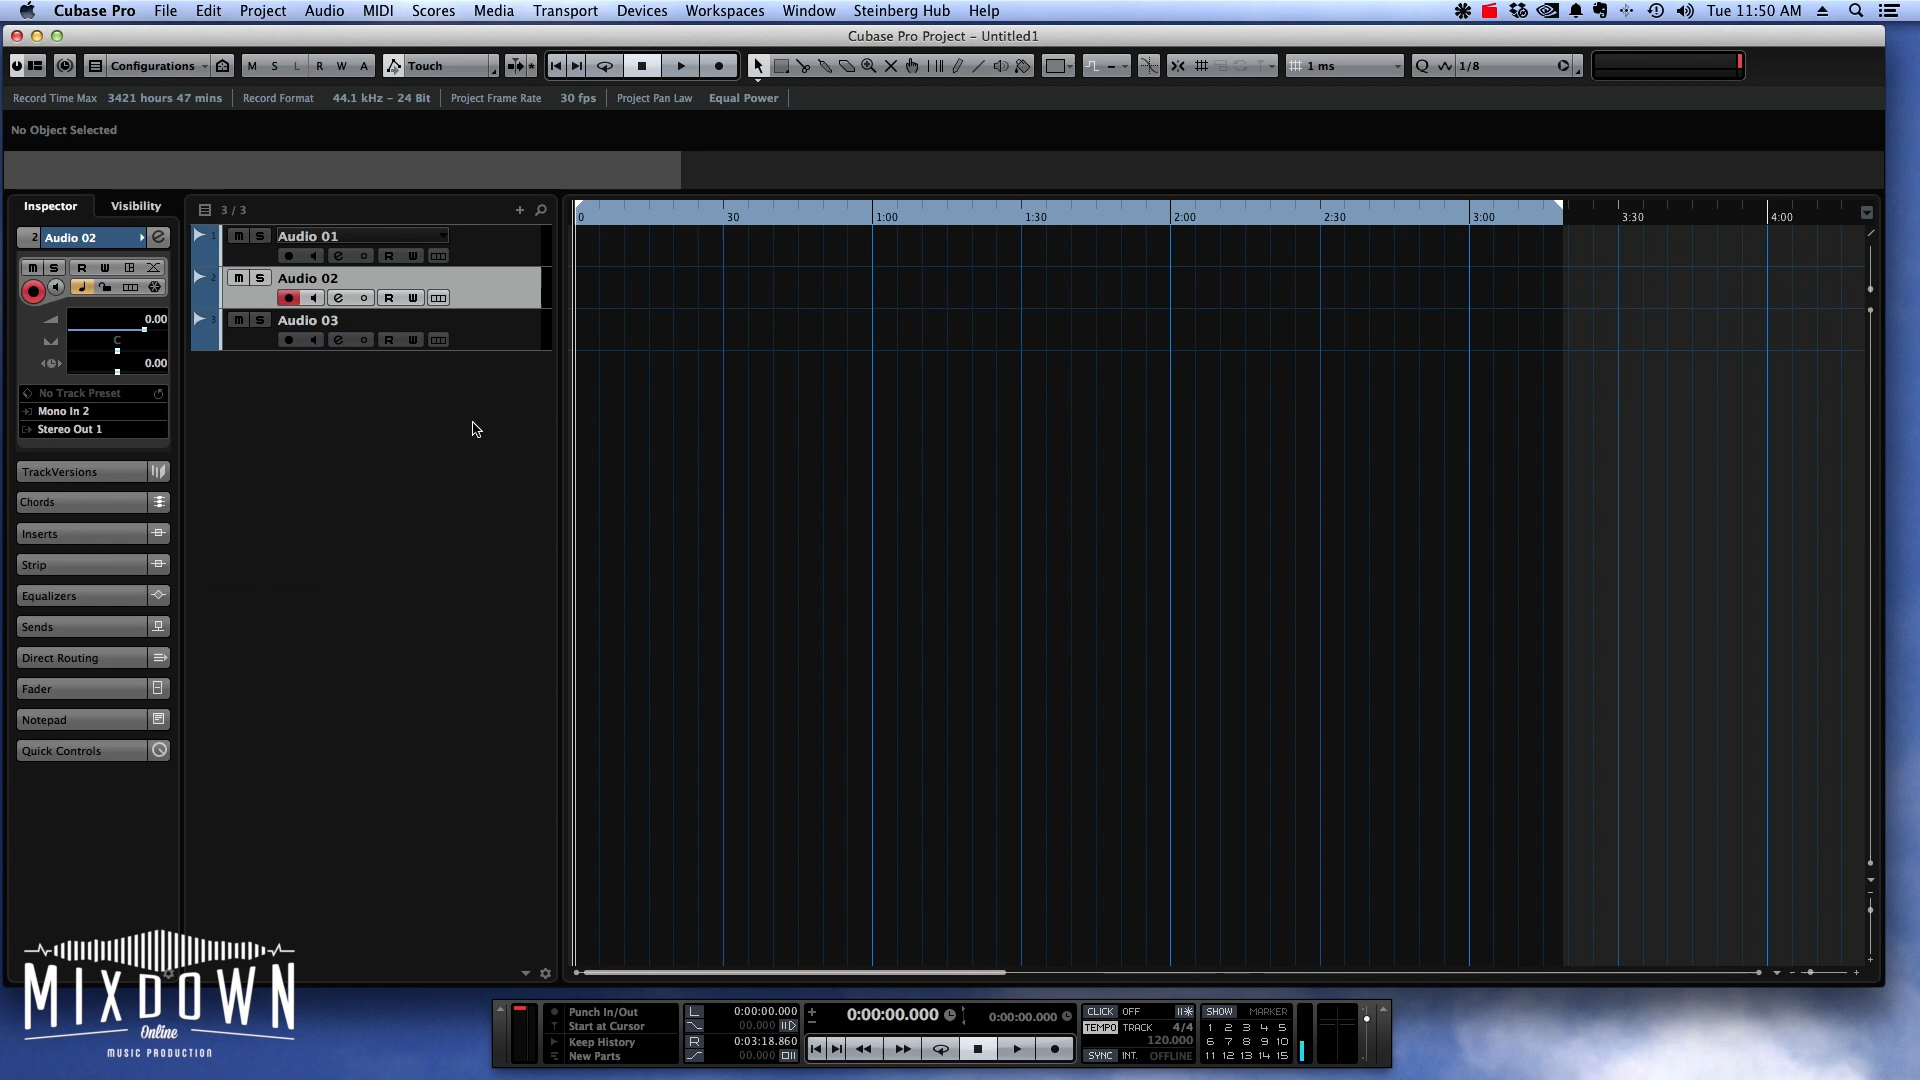 Cubase Pro File Edit Project Audio MIDI Scores Media Transport Devices Workspaces Window Steinberg Hub Help Tue 11:50 AM
Cubase Pro Project - Untitled1
Configurations M S L R W A Touch 1 ms Q 1/8
Record Time Max 3421 hours 47 mins Record Format 44.1 kHz - 24 Bit Project Frame Rate 30 fps Project Pan Law Equal Power
No Object Selected
Inspector Visibility 3 / 3
0 30 1:00 1:30 2:00 2:30 3:00 3:30 4:00
2 Audio 02 e
1 m S Audio 01
m S R W
e R W
2 m S Audio 02
e R W
3 m S Audio 03
e R W
0.00
C
0.00
No Track Preset
Mono In 2
Stereo Out 1
TrackVersions
Chords
Inserts
Strip
Equalizers
Sends
Direct Routing
Fader
Notepad
Quick Controls
MIXDOWN
Online
MUSIC PRODUCTION
Punch In/Out
Start at Cursor
Keep History
New Parts
L 0:00:00.000
00.000
R 0:03:18.860
00.000
0:00:00.000 0:00:00.000
CLICK OFF
TEMPO TRACK 4/4
120.000
SYNC INT. OFFLINE
SHOW MARKER
1 2 3 4 5
6 7 8 9 10
11 12 13 14 15